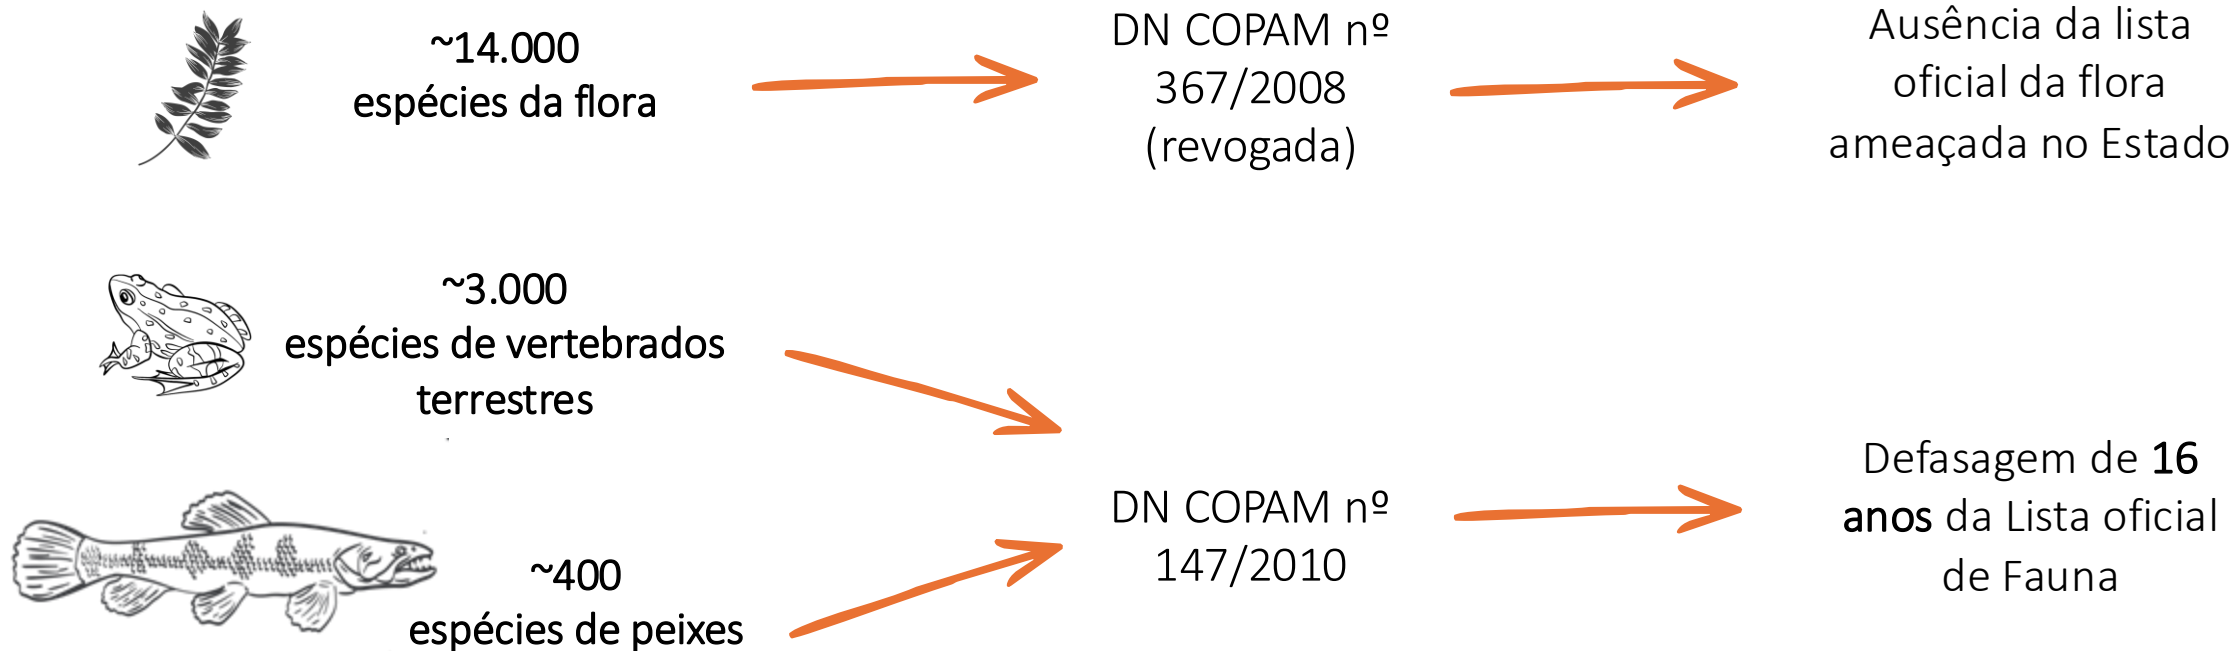 ~14.000
espécies da flora
DN COPAM nº
367/2008
(revogada)
Ausência da lista
oficial da flora
ameaçada no Estado
~3.000
espécies de vertebrados
terrestres
~400
espécies de peixes
DN COPAM nº
147/2010
Defasagem de 16
anos da Lista oficial
de Fauna